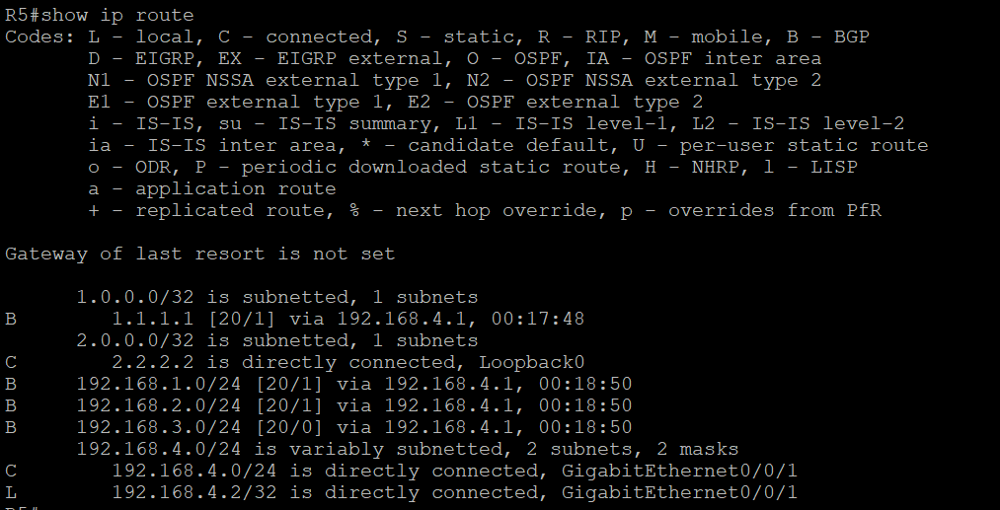 R5#show ip route
Codes: L - local, C - connected, S - static, R - RIP, M - mobile, B - BGP
       D - EIGRP, EX - EIGRP external, O - OSPF, IA - OSPF inter area
       N1 - OSPF NSSA external type 1, N2 - OSPF NSSA external type 2
       E1 - OSPF external type 1, E2 - OSPF external type 2
       i - IS-IS, su - IS-IS summary, L1 - IS-IS level-1, L2 - IS-IS level-2
       ia - IS-IS inter area, * - candidate default, U - per-user static route
       o - ODR, P - periodic downloaded static route, H - NHRP, l - LISP
       a - application route
       + - replicated route, % - next hop override, p - overrides from PfR
Gateway of last resort is not set
      1.0.0.0/32 is subnetted, 1 subnets
B        1.1.1.1 [20/1] via 192.168.4.1, 00:17:48
      2.0.0.0/32 is subnetted, 1 subnets
C        2.2.2.2 is directly connected, Loopback0
B     192.168.1.0/24 [20/1] via 192.168.4.1, 00:18:50
B     192.168.2.0/24 [20/1] via 192.168.4.1, 00:18:50
B     192.168.3.0/24 [20/0] via 192.168.4.1, 00:18:50
      192.168.4.0/24 is variably subnetted, 2 subnets, 2 masks
C        192.168.4.0/24 is directly connected, GigabitEthernet0/0/1
L        192.168.4.2/32 is directly connected, GigabitEthernet0/0/1
R5#